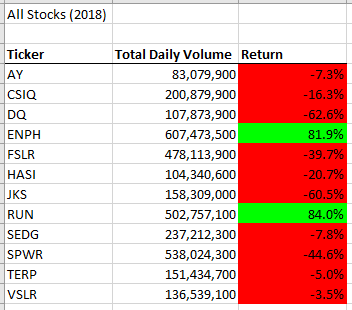 All Stocks (2018)
Ticker Total Daily Volume Return
AY 83,079,900 -7.3%
CSIQ 200,879,900 -16.3%
DQ 107,873,900 -62.6%
ENPH 607,473,500 81.9%
FSLR 478,113,900 -39.7%
HASI 104,340,600 -20.7%
JKS 158,309,000 -60.5%
RUN 502,757,100 84.0%
SEDG 237,212,300 -7.8%
SPWR 538,024,300 -44.6%
TERP 151,434,700 -5.0%
VSLR 136,539,100 -3.5%